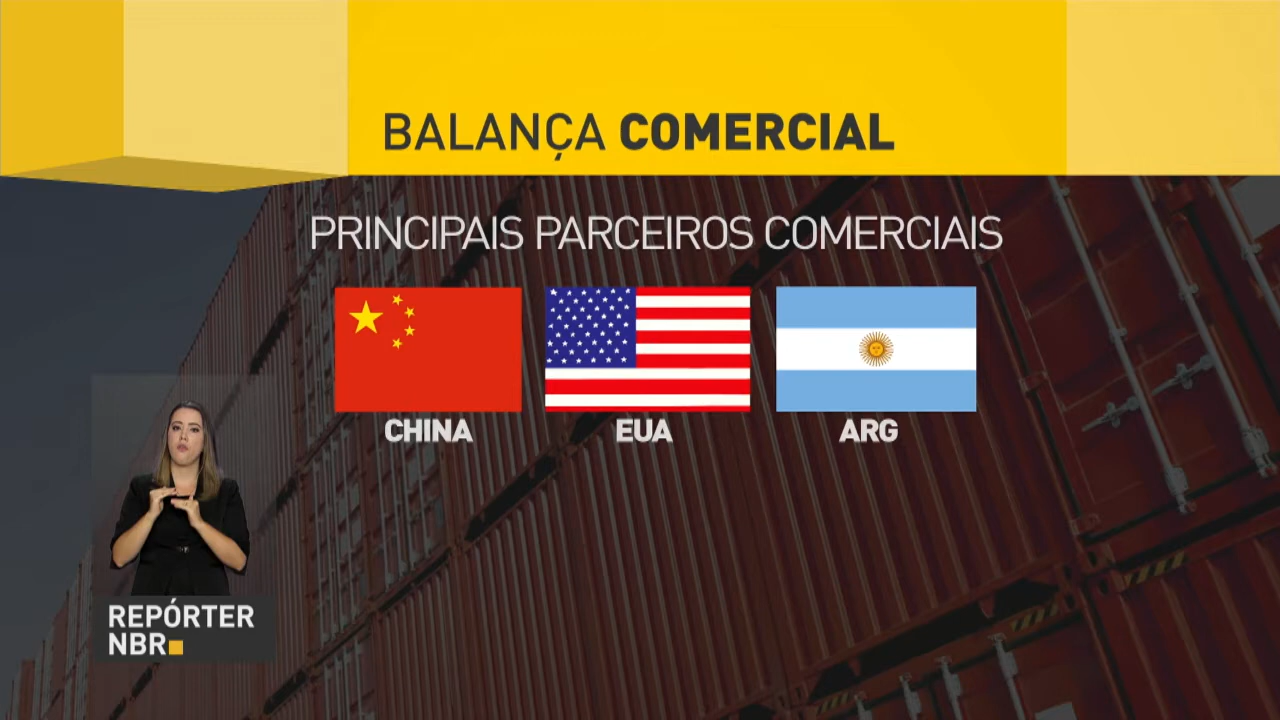 BALANÇA COMERCIAL
PRINCIPAIS PARCEIROS COMERCIAIS
CHINA
EUA
ARG
REPÓRTER
NBR